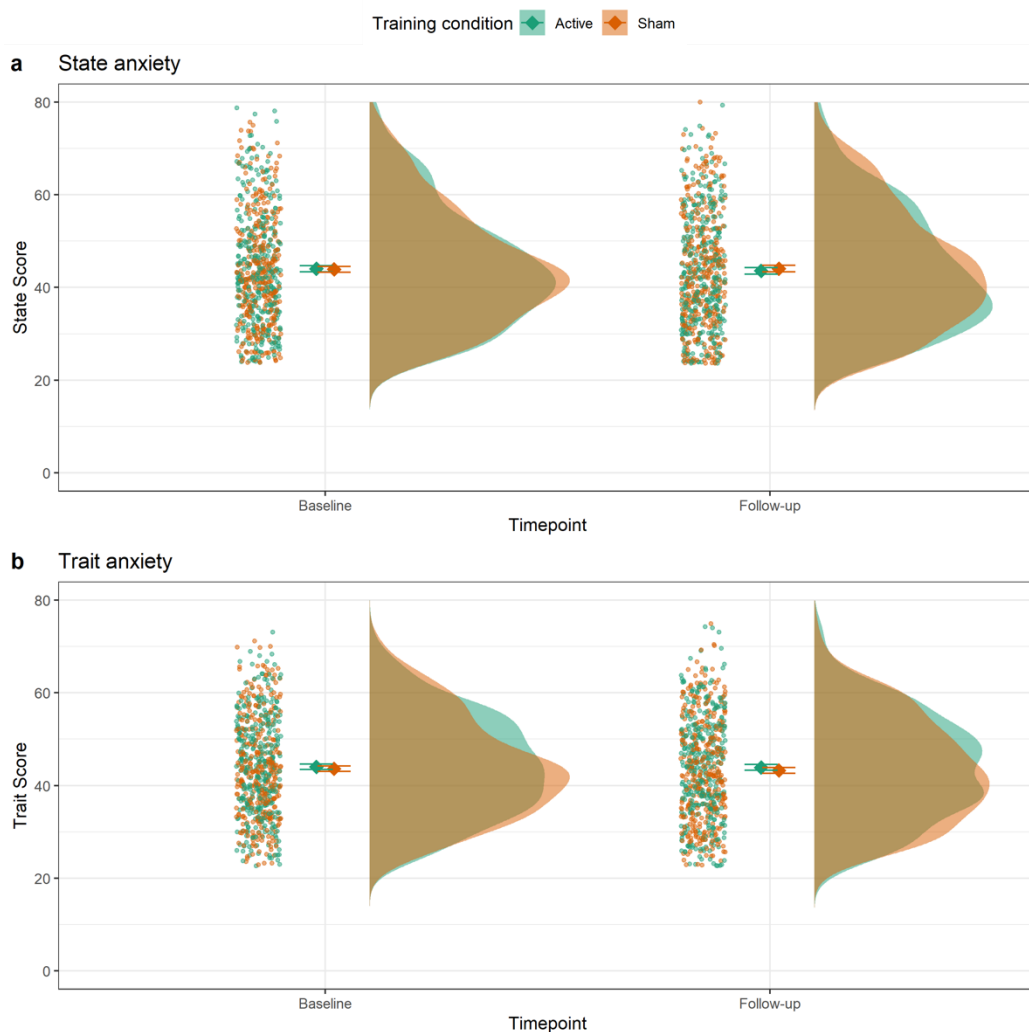 Training condition Active Sham
a State anxiety
80
60
40
20
0
State Score
Baseline Follow-up
Timepoint
b Trait anxiety
80
60
40
20
0
Trait Score
Baseline Follow-up
Timepoint